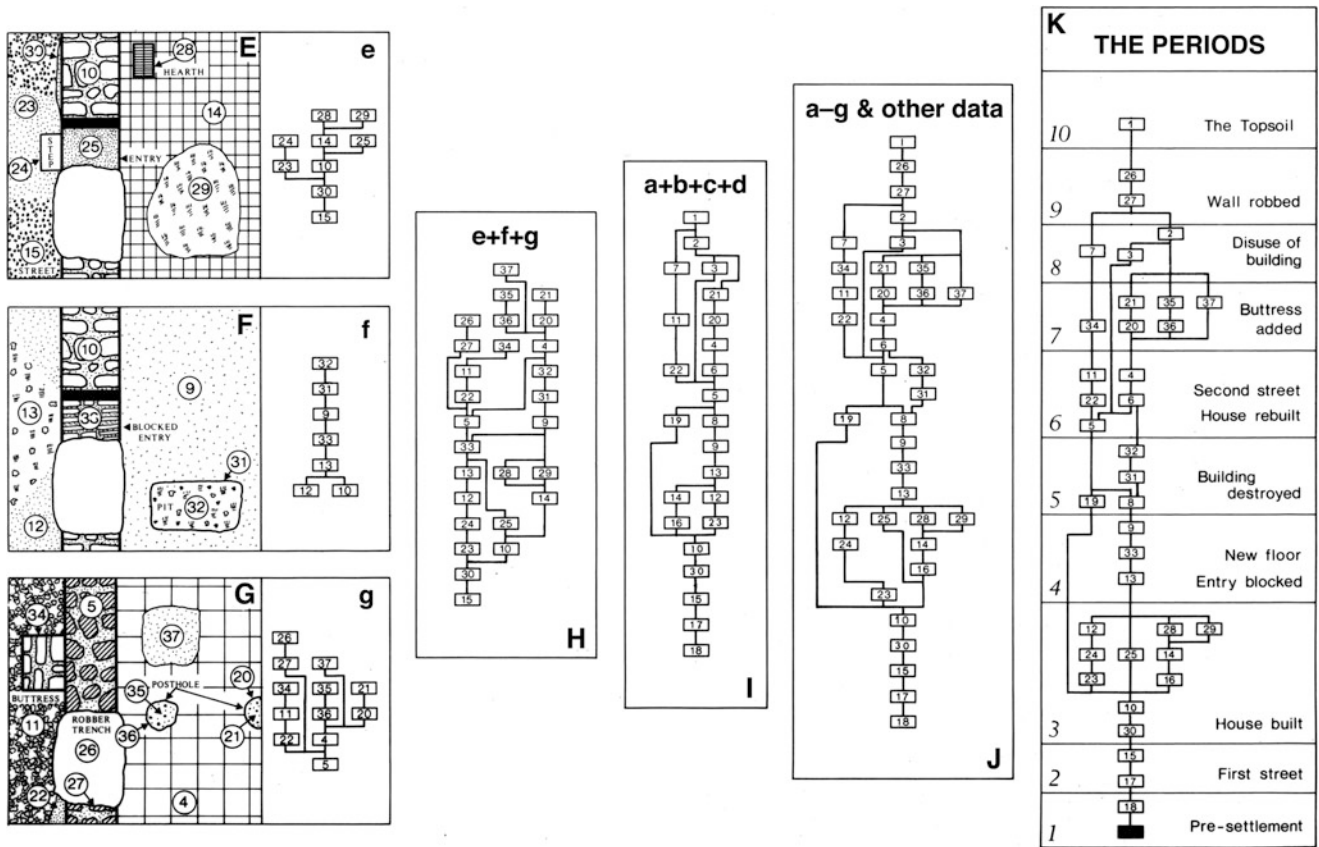 E
e
30
10
28
HEARTH
23
14
24
STEP
25
ENTRY
29
15
STREET
28 29
24 14 25
23 10
30
15
F
f
10
9
13
33
BLOCKED ENTRY
31
PIT 32
12
32
31
9
33
13
12 10
G
g
34
5
37
BUTTRESS
35
POSTHOLE
20
11
ROBBER TRENCH
36
21
26
27
22
4
26
27 37
34 35 21
11 36 20
22 4
5
e+f+g
37
35 21
26 36 20
27 34 4
11 32
22 31
5 9
33
13 28 29
12 14
24 25
23 10
30
15
H
a+b+c+d
1
2
7 3
21
11 20
4
22 6
5
19 8
9
13
14 12
16 23
10
30
15
17
18
I
a–g & other data
1
26
27
2
7 3
34 21 35
11 20 36 37
22 4
6
5 32
31
19 8
9
33
13
12 25 28 29
24 14
16
23
10
30
15
17
18
J
K
THE PERIODS
10 1 The Topsoil
26
27
9 Wall robbed
2
7 3 Disuse of
8 building
21 35 37 Buttress
34 20 36 added
7
11 4 Second street
22 6 House rebuilt
6 5
32
31 Building
19 8 destroyed
5
9
33 New floor
13 Entry blocked
4
12 28 29
24 25 14
23 16
10
30 House built
3
15
17 First street
2
18
1 Pre-settlement